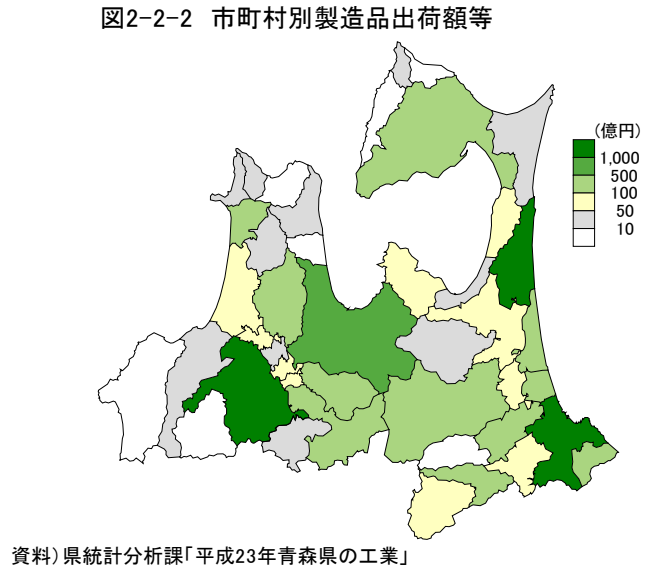 図2-2-2 市町村別製造品出荷額等
(億円)
1,000
500
100
50
10
資料)県統計分析課｢平成23年青森県の工業｣